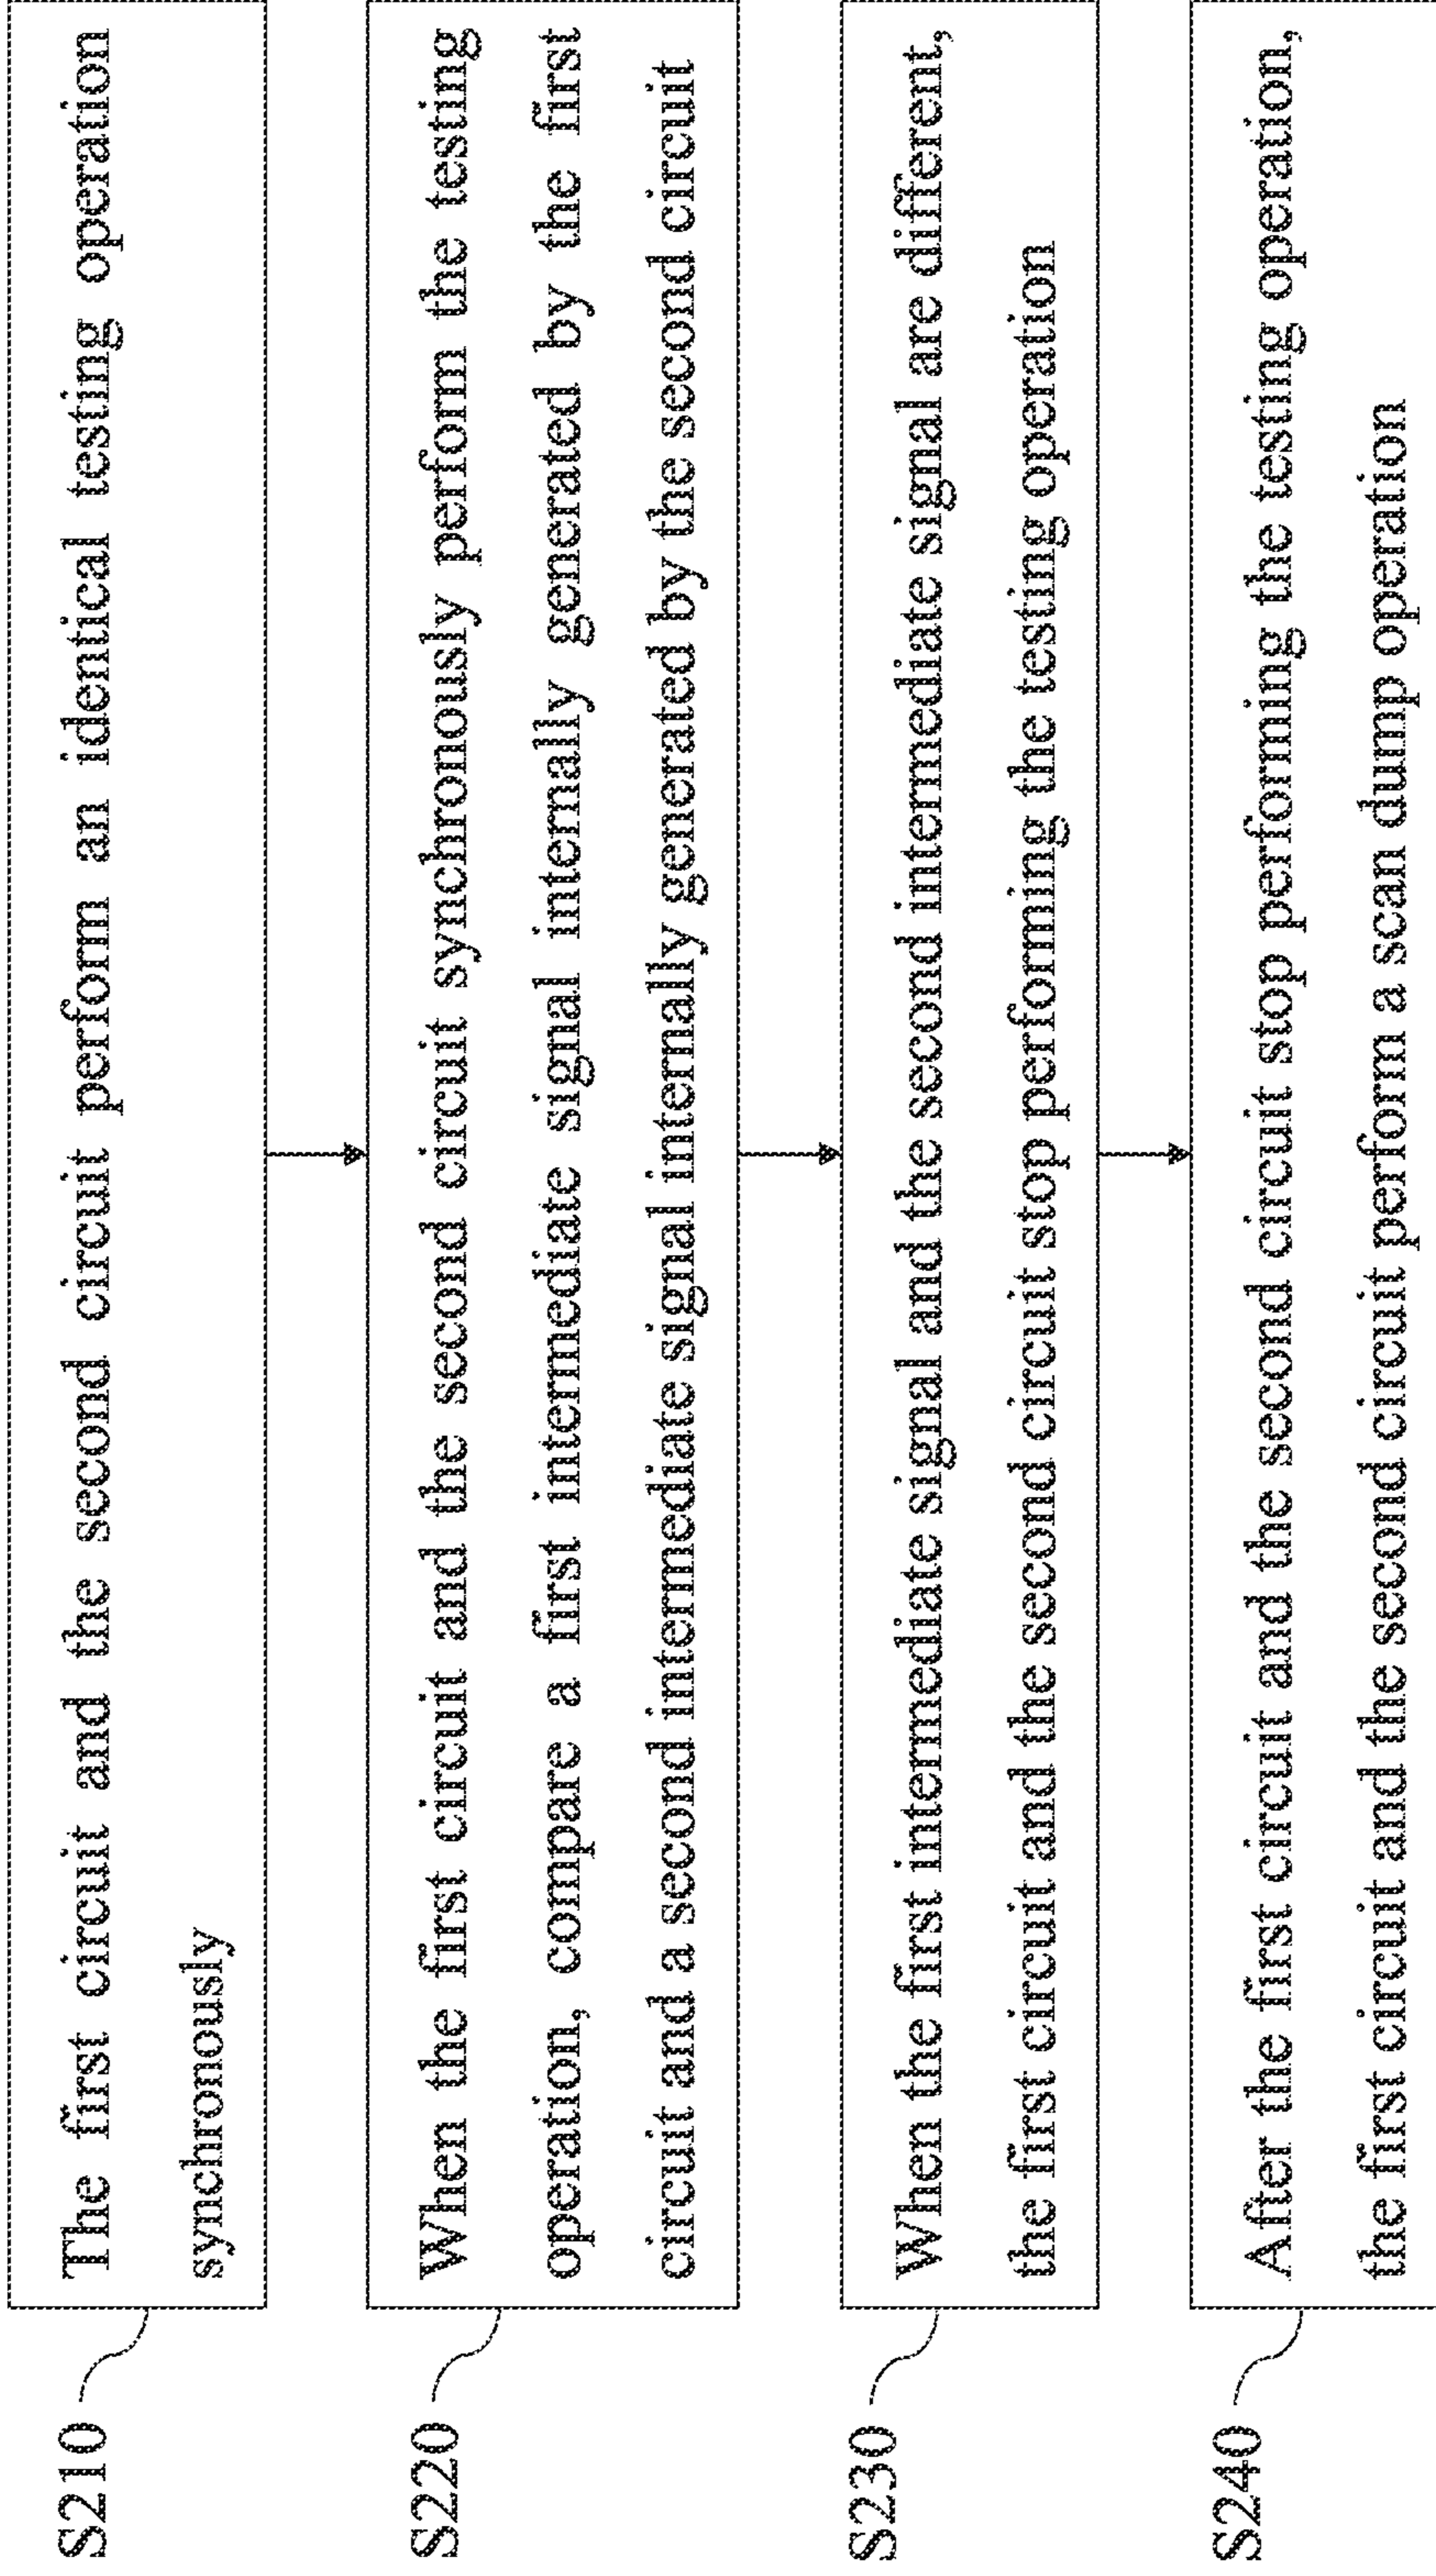 S210
The first circuit and the second circuit perform an identical testing operation
synchronously
S220
When the first circuit and the second circuit synchronously perform the testing
operation, compare a first intermediate signal internally generated by the first
circuit and a second intermediate signal internally generated by the second circuit
S230
When the first intermediate signal and the second intermediate signal are different,
the first circuit and the second circuit stop performing the testing operation
S240
After the first circuit and the second circuit stop performing the testing operation,
the first circuit and the second circuit perform a scan dump operation